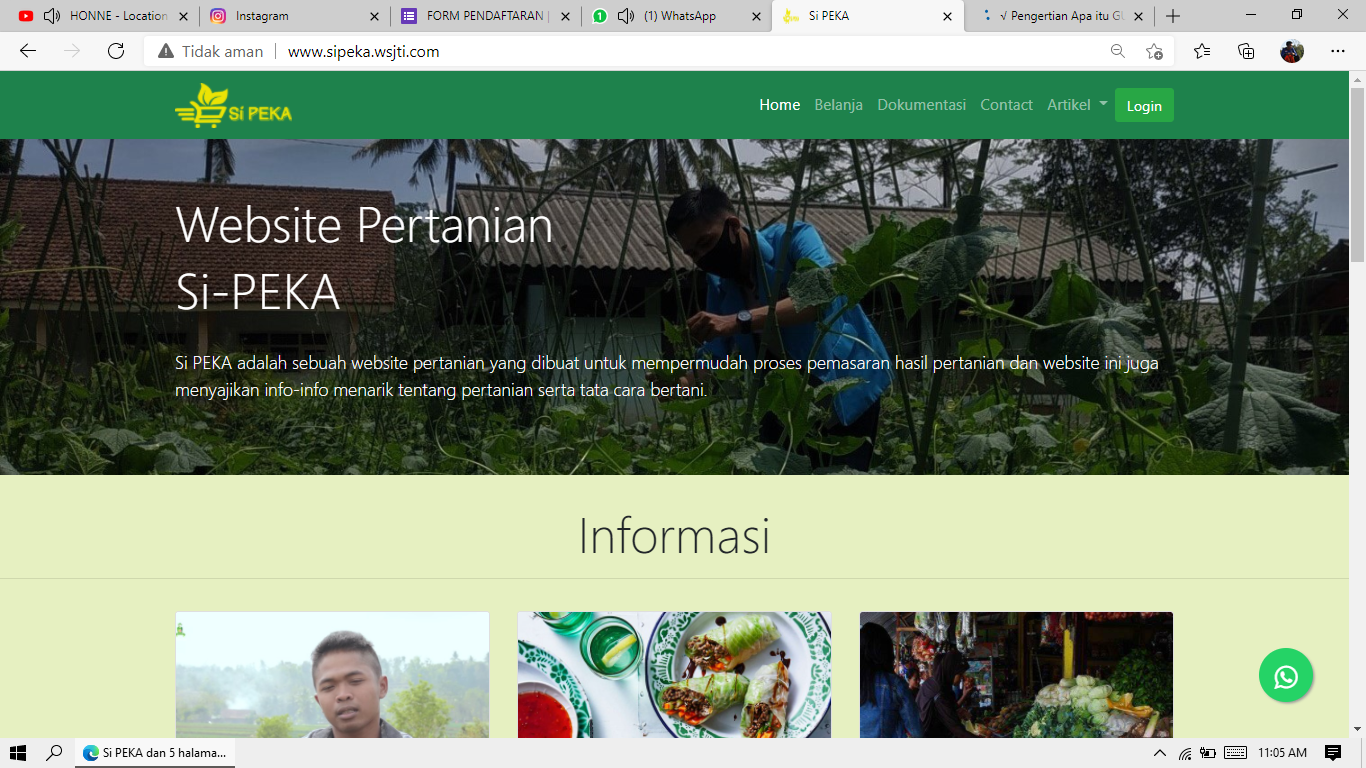 HONNE - Location
Instagram
FORM PENDAFTARAN |
(1) WhatsApp
Si PEKA
√ Pengertian Apa itu GU
Tidak aman
www.sipeka.wsjti.com
Si PEKA
Home
Belanja
Dokumentasi
Contact
Artikel
Login
Website Pertanian
Si-PEKA
Si PEKA adalah sebuah website pertanian yang dibuat untuk mempermudah proses pemasaran hasil pertanian dan website ini juga
menyajikan info-info menarik tentang pertanian serta tata cara bertani.
Informasi
Si PEKA dan 5 halama...
11:05 AM